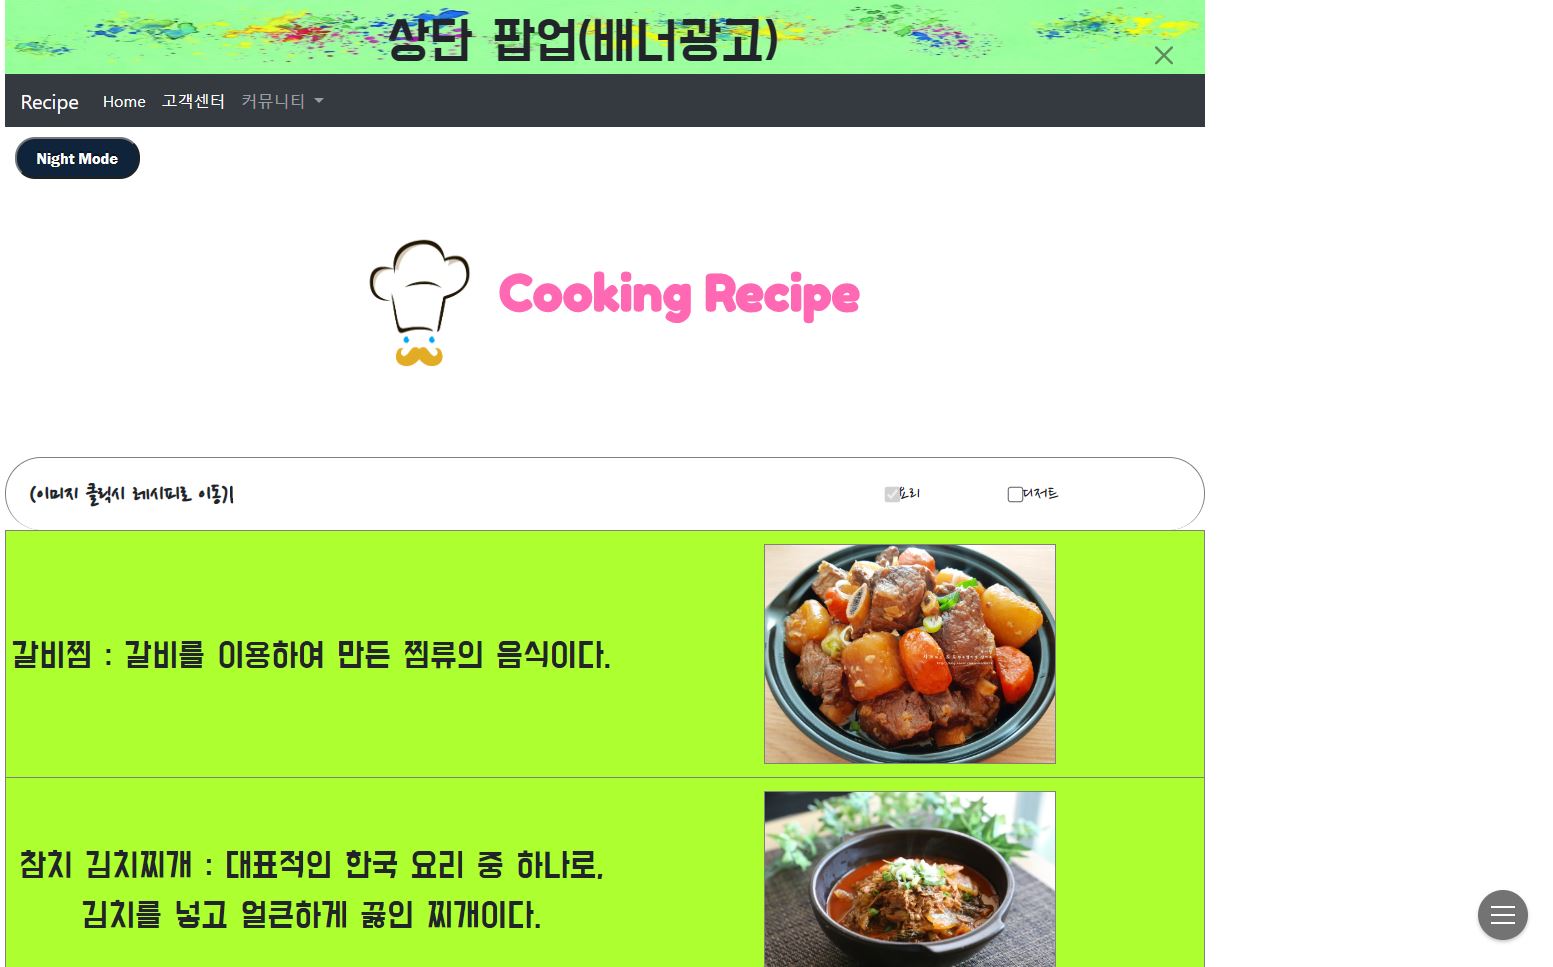 상단 팝업(배너광고)
Recipe Home 고객센터 커뮤니티
Night Mode
Cooking Recipe
(이미지 클릭시 레시피로 이동)
요리 디저트
갈비찜 : 갈비를 이용하여 만든 찜류의 음식이다.
참치 김치찌개 : 대표적인 한국 요리 중 하나로,
김치를 넣고 얼큰하게 끓인 찌개이다.